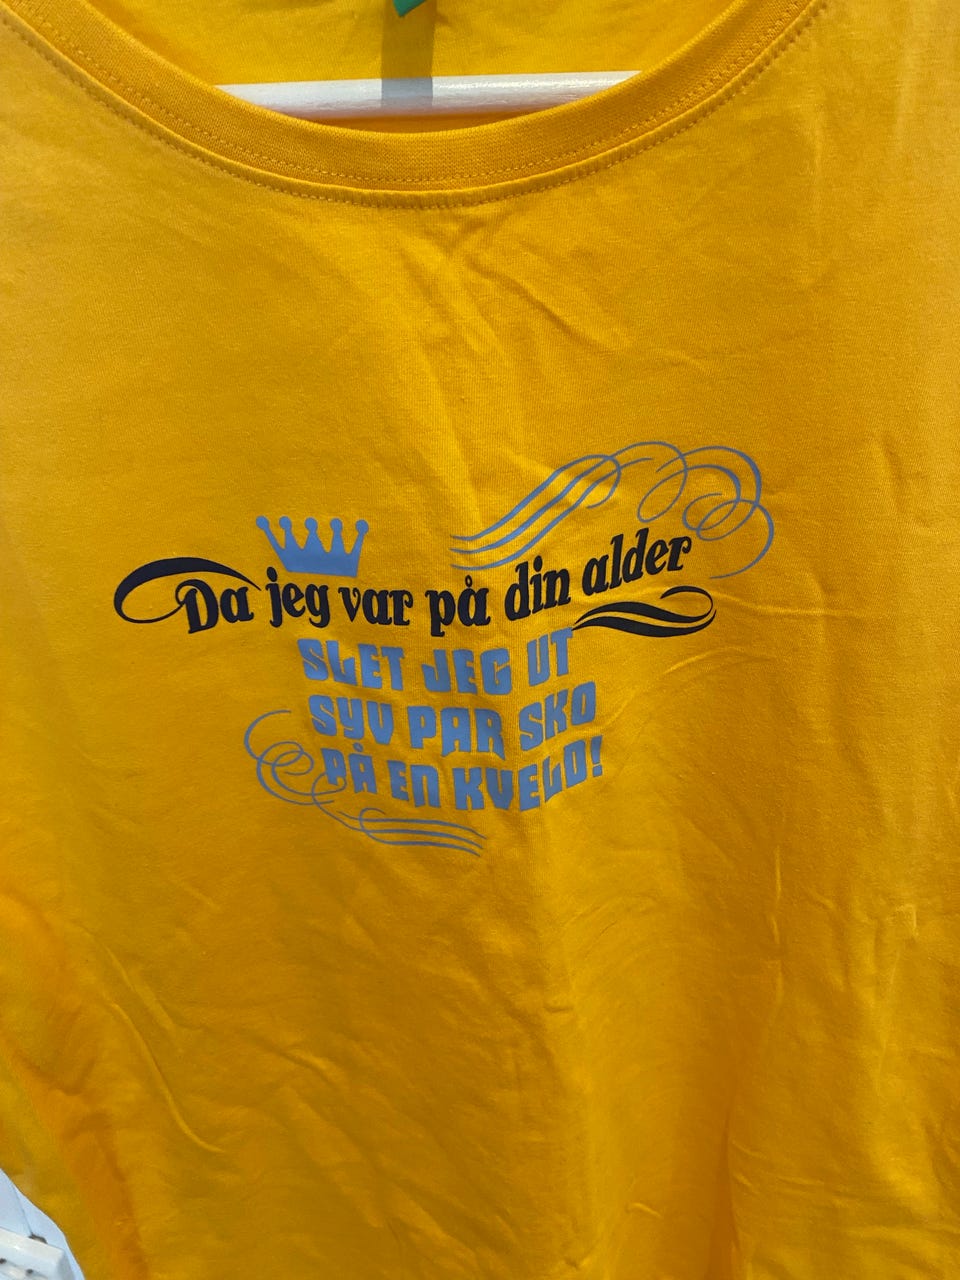 Da jeg var på din alder
SLET JEG UT
SYV PAR SKO
PÅ EN KVELD!